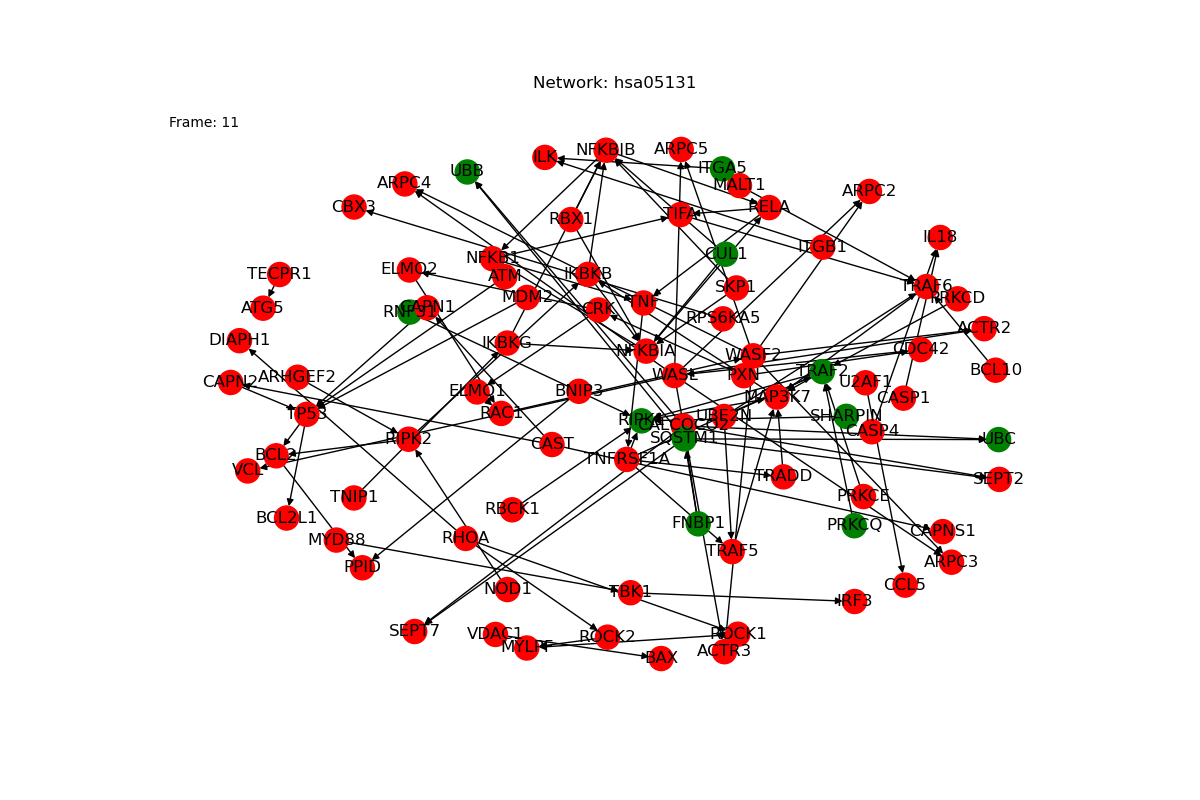 Network: hsa05131
Frame: 11
NFKBIB
ARPC5
ILK
ITGA5
UBB
ARPC4
MALT1
ARPC2
CBX3
TIFA
RELA
RBX1
IL18
ITGB1
CUL1
NFKB1
ELMO2
TECPR1
ATM
IKBKB
SKP1
TRAF6
PRKCD
MDM2
TNF
ATG5
CAPN1
CRK
RPS6KA5
ACTR2
DIAPH1
IKBKG
NFKBIA
WASF2
CDC42
BCL10
WASL
PXN
TRAF2
CAPN2
ARHGEF2
U2AF1
ELMO1
BNIP3
MAP3K7
CASP1
TP53
RAC1
UBE2N
SHARPIN
CASP4
RIPK2
SQSTM1
UBC
CAST
BCL2
VCL
TNFRSF1A
TRADD
SEPT2
TNIP1
PRKCE
RBCK1
BCL2L1
FNBP1
PRKCQ
CAPNS1
MYD88
RHOA
TRAF5
PPID
ARPC3
CCL5
NOD1
TBK1
IRF3
SEPT7
VDAC1
ROCK2
ROCK1
ACTR3
BAX